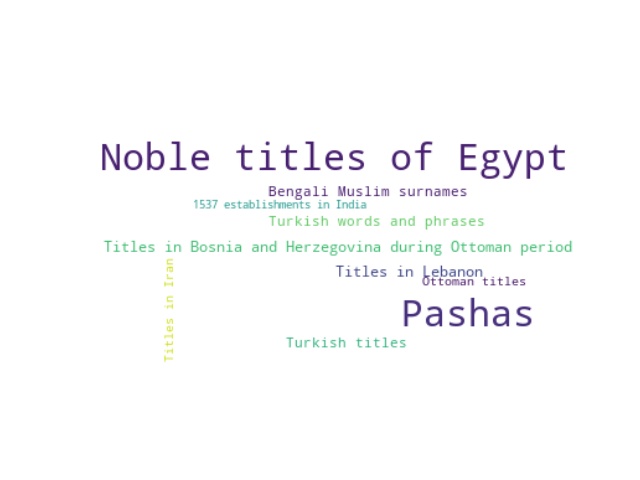 Noble titles of Egypt
Bengali Muslim surnames
1537 establishments in India
Turkish words and phrases
Titles in Bosnia and Herzegovina during Ottoman period
Titles in Iran
Titles in Lebanon
Ottoman titles
Pashas
Turkish titles